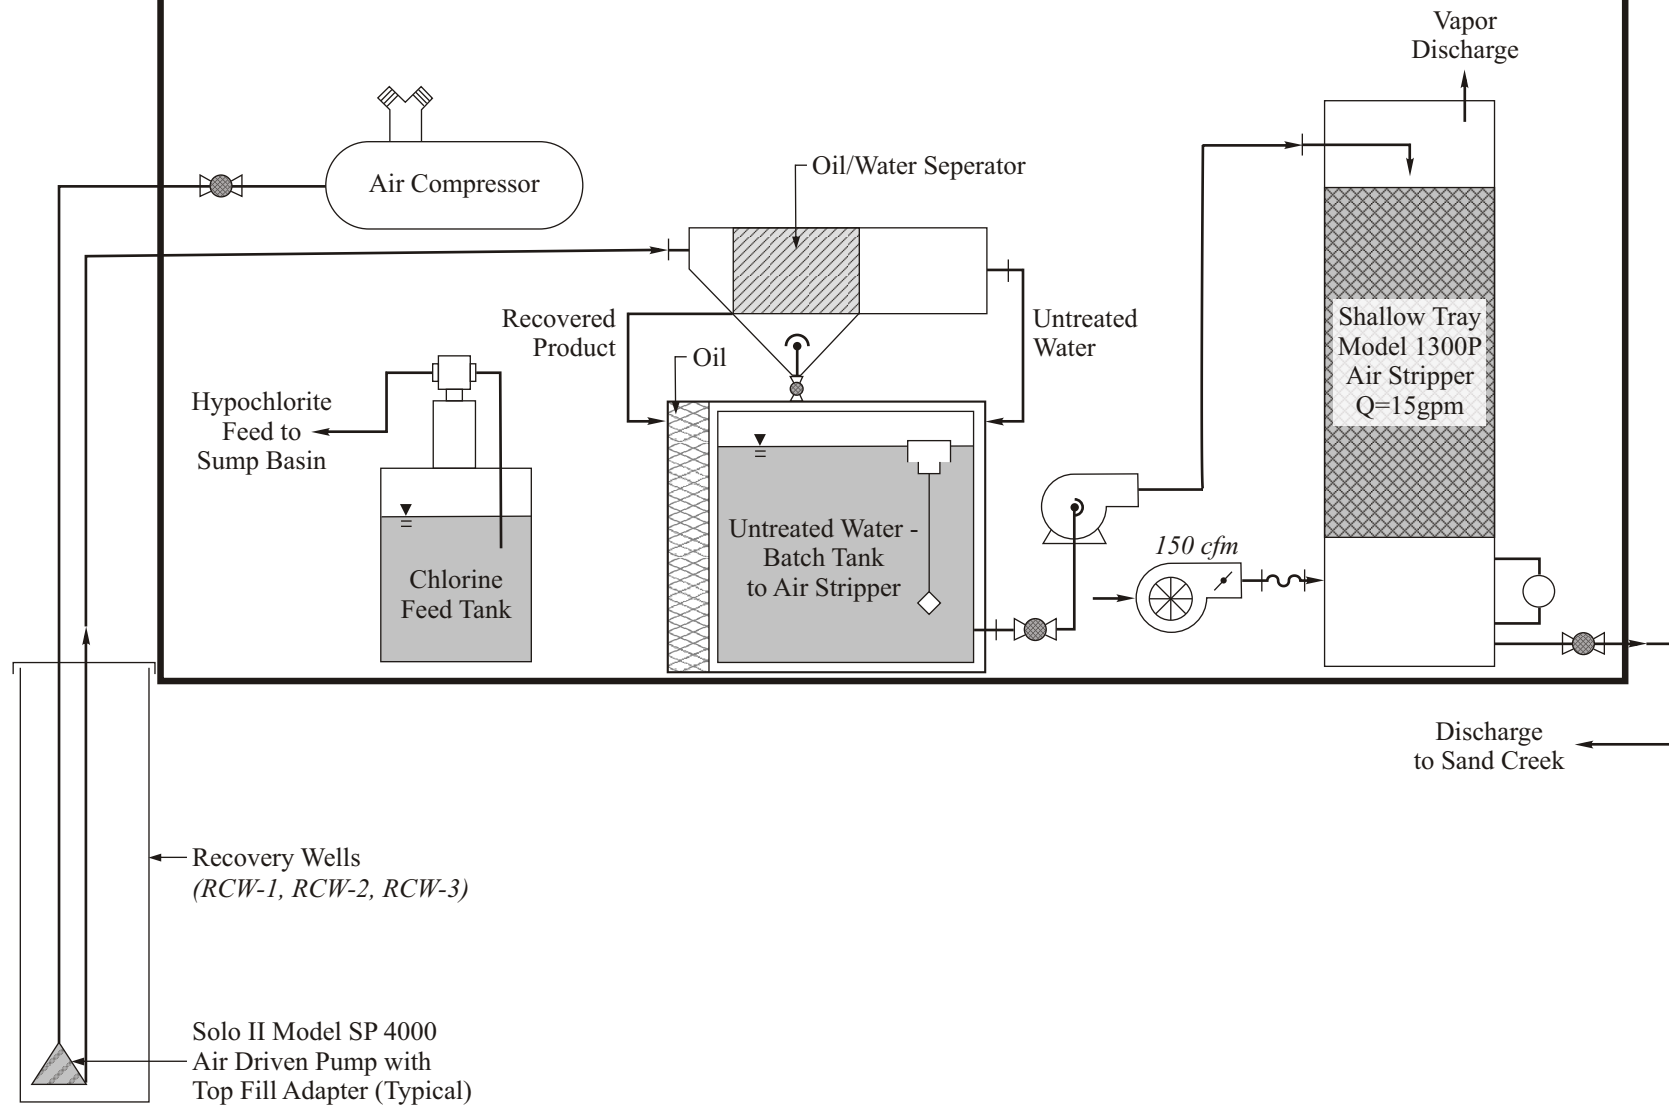 Vapor
Discharge
Air Compressor
Oil/Water Seperator
Recovered
Product
Oil
Untreated
Water
Shallow Tray
Model 1300P
Air Stripper
Q=15gpm
Hypochlorite
Feed to
Sump Basin
Chlorine
Feed Tank
Untreated Water -
Batch Tank
to Air Stripper
150 cfm
Discharge
to Sand Creek
Recovery Wells
(RCW-1, RCW-2, RCW-3)
Solo II Model SP 4000
Air Driven Pump with
Top Fill Adapter (Typical)